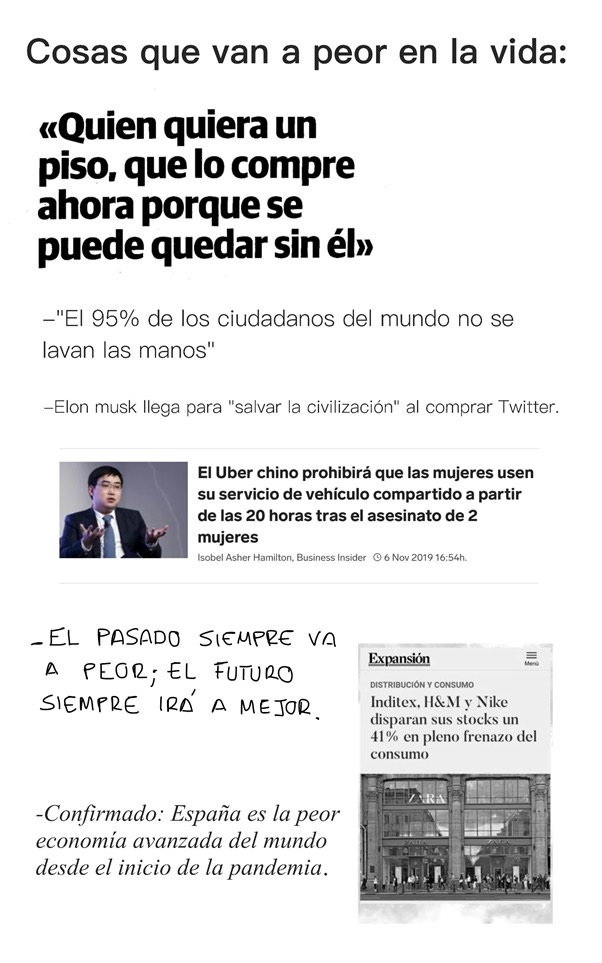 Cosas que van a peor en la vida:
«Quien quiera un
piso, que lo compre
ahora porque se
puede quedar sin él»
–"El 95% de los ciudadanos del mundo no se
lavan las manos"
–Elon musk llega para "salvar la civilización" al comprar Twitter.
El Uber chino prohibirá que las mujeres usen
su servicio de vehículo compartido a partir
de las 20 horas tras el asesinato de 2
mujeres
Isobel Asher Hamilton, Business Insider 6 Nov 2019 16:54h.
– EL PASADO SIEMPRE VA
A PEOR; EL FUTURO
SIEMPRE IRÁ A MEJOR.
Expansión
Menú
DISTRIBUCIÓN Y CONSUMO
Inditex, H&M y Nike
disparan sus stocks un
41% en pleno frenazo del
consumo
ZARA
-Confirmado: España es la peor
economía avanzada del mundo
desde el inicio de la pandemia.